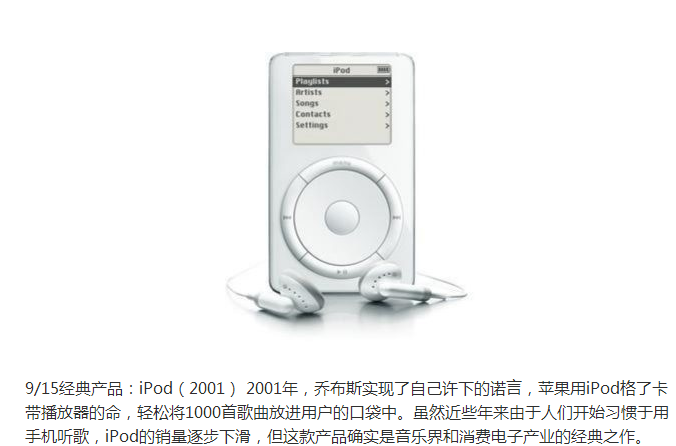 iPod
Playlists >
Artists >
Songs >
Contacts >
Settings >
9/15经典产品：iPod（2001） 2001年，乔布斯实现了自己许下的诺言，苹果用iPod格了卡
带播放器的命，轻松将1000首歌曲放进用户的口袋中。虽然近些年来由于人们开始习惯于用
手机听歌，iPod的销量逐步下滑，但这款产品确实是音乐界和消费电子产业的经典之作。